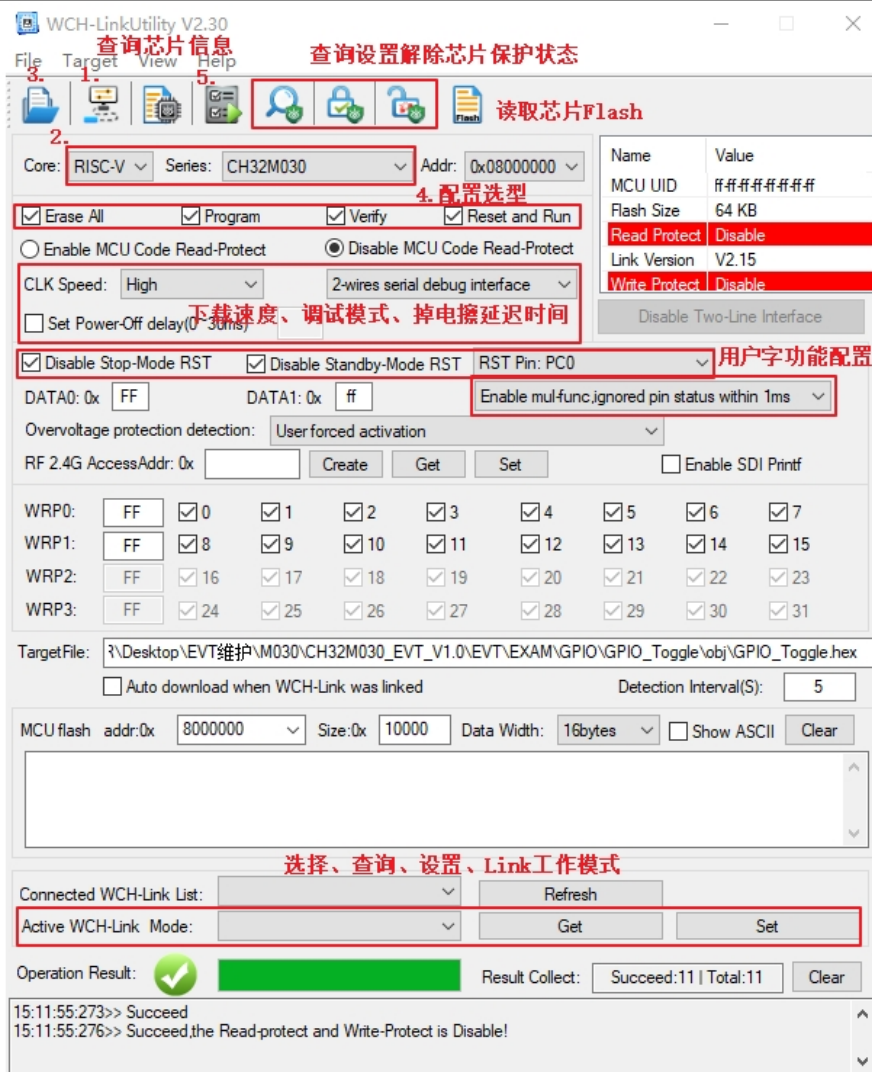 WCH-LinkUtility V2.30
查询芯片信息
查询设置解除芯片保护状态
File Target View Help
3. 1. 5.
Flash
读取芯片Flash
2.
Core: RISC-V Series: CH32M030 Addr: 0x08000000
4.配置选型
Erase All Program Verify Reset and Run
Enable MCU Code Read-Protect Disable MCU Code Read-Protect
CLK Speed: High 2-wires serial debug interface
下载速度、调试模式、掉电擦延迟时间
Set Power-Off delay(0~30ms)
Name Value
MCU UID ff-ff-ff-ff-ff-ff-ff-ff
Flash Size 64 KB
Read Protect Disable
Link Version V2.15
Write Protect Disable
Disable Two-Line Interface
Disable Stop-Mode RST Disable Standby-Mode RST RST Pin: PC0
用户字功能配置
DATA0: 0x FF DATA1: 0x ff Enable mul-func,ignored pin status within 1ms
Overvoltage protection detection: User forced activation
RF 2.4G AccessAddr: 0x Create Get Set Enable SDI Printf
WRP0: FF 0 1 2 3 4 5 6 7
WRP1: FF 8 9 10 11 12 13 14 15
WRP2: FF 16 17 18 19 20 21 22 23
WRP3: FF 24 25 26 27 28 29 30 31
TargetFile: R\Desktop\EVT维护\M030\CH32M030_EVT_V1.0\EVT\EXAM\GPIO\GPIO_Toggle\obj\GPIO_Toggle.hex
Auto download when WCH-Link was linked Detection Interval(S): 5
MCU flash addr:0x 8000000 Size:0x 10000 Data Width: 16bytes Show ASCII Clear
选择、查询、设置、Link工作模式
Connected WCH-Link List: Refresh
Active WCH-Link Mode: Get Set
Operation Result: Result Collect: Succeed:11 | Total:11 Clear
15:11:55:273>> Succeed
15:11:55:276>> Succeed,the Read-protect and Write-Protect is Disable!